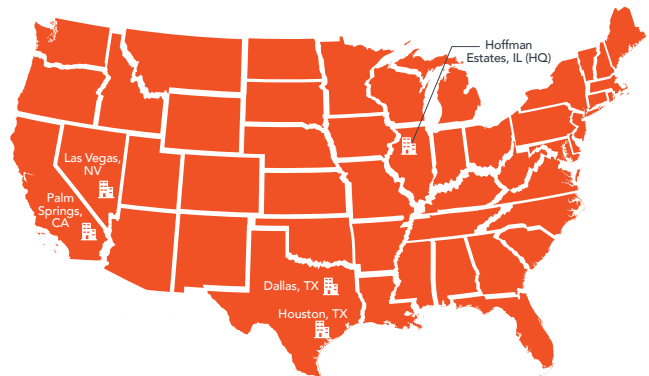 Hoffman
Estates, IL (HQ)
Las Vegas,
NV
Palm
Springs,
CA
Dallas, TX
Houston, TX